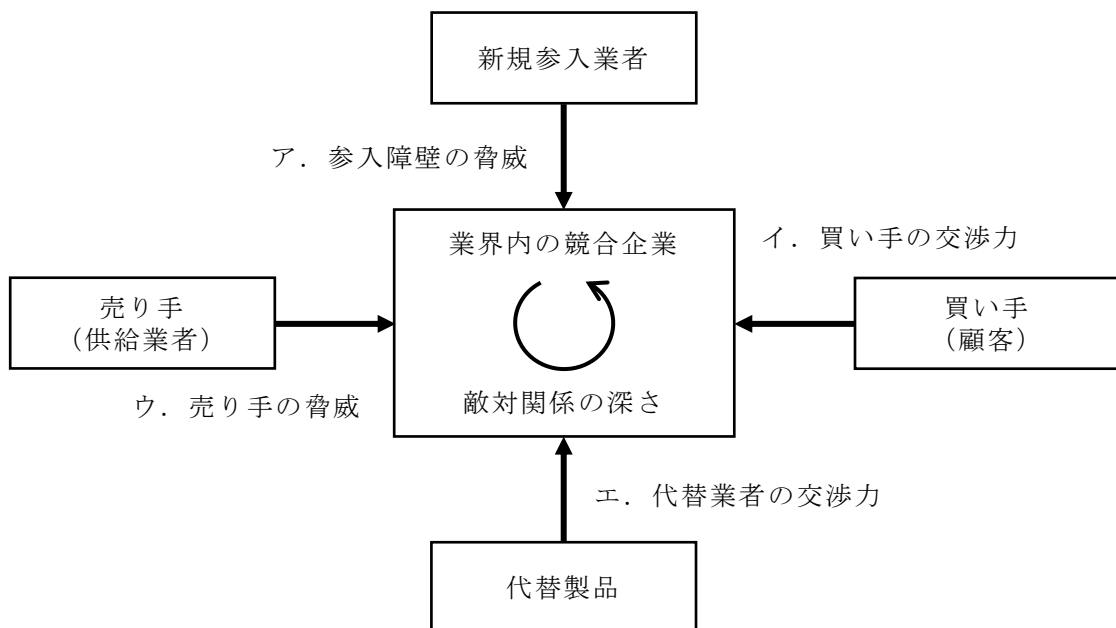 新規参入業者
ア．参入障壁の脅威
業界内の競合企業
イ．買い手の交渉力
売り手
（供給業者）
買い手
（顧客）
ウ．売り手の脅威
敵対関係の深さ
エ．代替業者の交渉力
代替製品